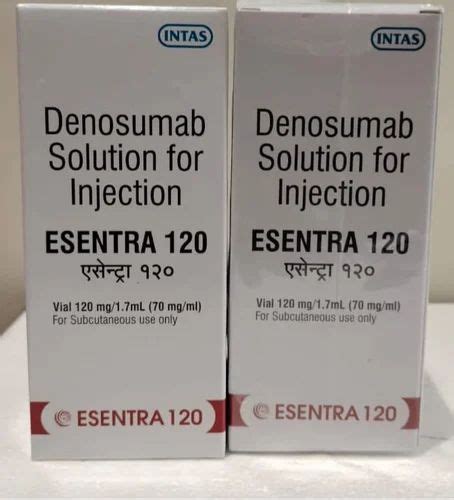 INTAS
Denosumab
Solution for
Injection
ESENTRA 120
एसेन्ट्रा १२०
Vial 120 mg/1.7mL (70 mg/ml)
For Subcutaneous use only
ESENTRA 120
INTAS
Denosumab
Solution for
Injection
ESENTRA 120
एसेन्ट्रा १२०
Vial 120 mg/1.7mL (70 mg/ml)
For Subcutaneous use only
ESENTRA 120